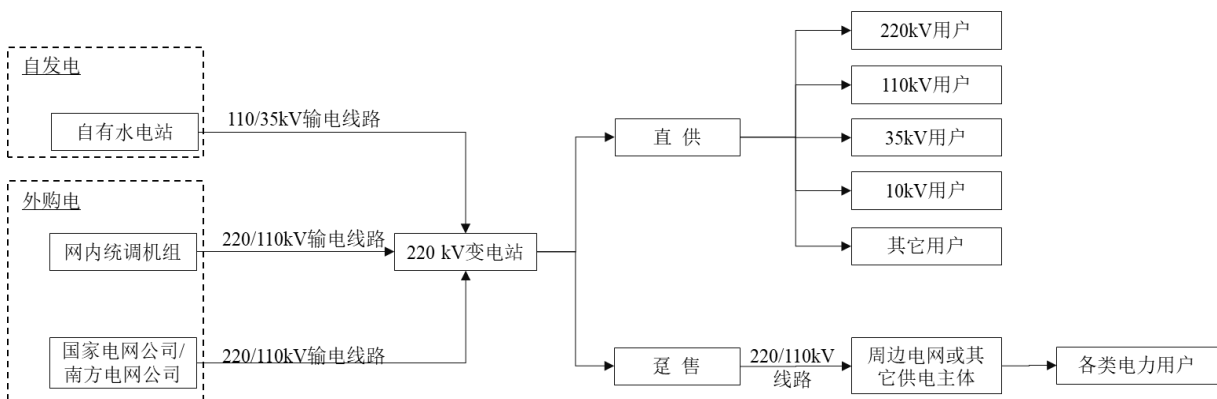 自发电
自有水电站
110/35kV输电线路
外购电
网内统调机组
220/110kV输电线路
国家电网公司/
南方电网公司
220/110kV输电线路
220 kV变电站
直 供
220kV用户
110kV用户
35kV用户
10kV用户
其它用户
趸 售
220/110kV
线路
周边电网或其
它供电主体
各类电力用户